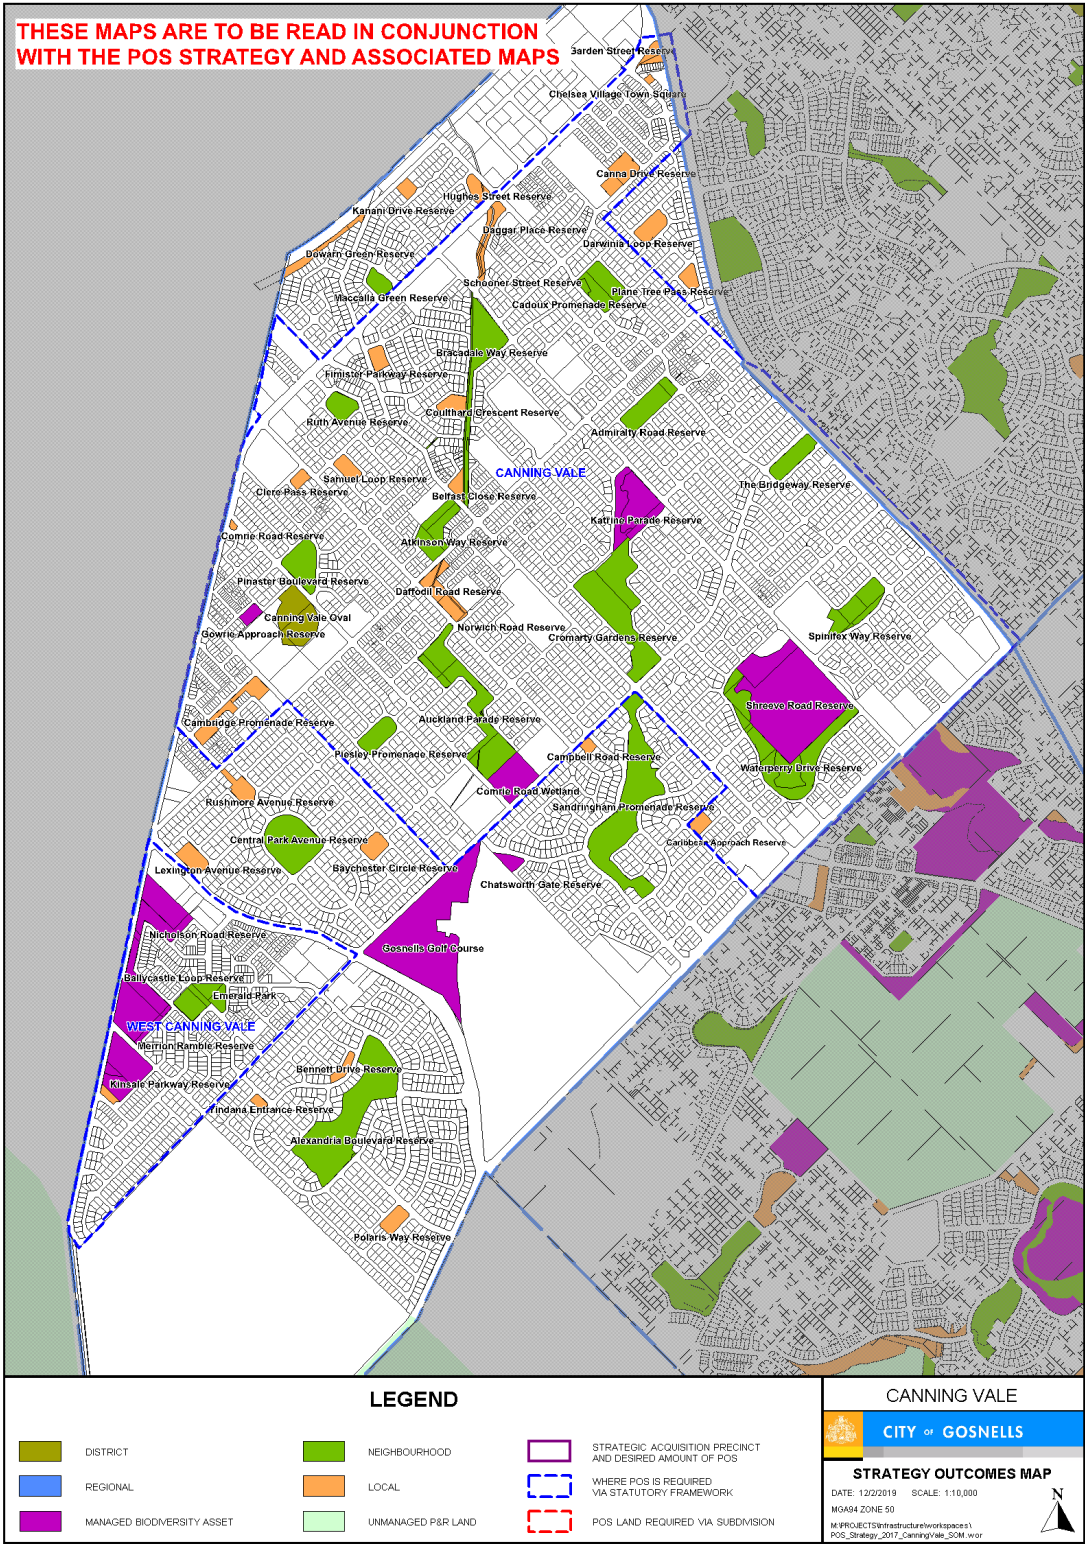 THESE MAPS ARE TO BE READ IN CONJUNCTION
WITH THE POS STRATEGY AND ASSOCIATED MAPS
Garden Street Reserve
Chelsea Village Town Square
Canna Drive Reserve
Hughes Street Reserve
Kanani Drive Reserve
Daggar Place Reserve
Darwinia Loop Reserve
Dowarn Green Reserve
Schooner Street Reserve
Plane Tree Pass Reserve
Maccalla Green Reserve
Cadoux Promenade Reserve
Bracadale Way Reserve
Fimister Parkway Reserve
Coulthard Crescent Reserve
Ruth Avenue Reserve
Admiralty Road Reserve
CANNING VALE
Samuel Loop Reserve
The Bridgeway Reserve
Clere Pass Reserve
Belfast Close Reserve
Katrine Parade Reserve
Comrie Road Reserve
Atkinson Way Reserve
Pinaster Boulevard Reserve
Daffodil Road Reserve
Canning Vale Oval
Norwich Road Reserve
Gowrie Approach Reserve
Cromarty Gardens Reserve
Spinifex Way Reserve
Shreeve Road Reserve
Cambridge Promenade Reserve
Auckland Parade Reserve
Piesley Promenade Reserve
Campbell Road Reserve
Waterperry Drive Reserve
Comrie Road Wetland
Rushmore Avenue Reserve
Sandringham Promenade Reserve
Central Park Avenue Reserve
Caribbean Approach Reserve
Lexington Avenue Reserve
Baychester Circle Reserve
Chatsworth Gate Reserve
Nicholson Road Reserve
Gosnells Golf Course
Ballycastle Loop Reserve
Emerald Park
WEST CANNING VALE
Merrion Ramble Reserve
Bennett Drive Reserve
Kinsale Parkway Reserve
Yindana Entrance Reserve
Alexandria Boulevard Reserve
Polaris Way Reserve
LEGEND
DISTRICT
REGIONAL
MANAGED BIODIVERSITY ASSET
NEIGHBOURHOOD
LOCAL
UNMANAGED P&R LAND
STRATEGIC ACQUISITION PRECINCT
AND DESIRED AMOUNT OF POS
WHERE POS IS REQUIRED
VIA STATUTORY FRAMEWORK
POS LAND REQUIRED VIA SUBDIVISION
CANNING VALE
CITY OF GOSNELLS
STRATEGY OUTCOMES MAP
DATE: 12/2/2019 SCALE: 1:10,000
MGA94 ZONE 50
N
M:\PROJECTS\Infrastructure\workspaces\
POS_Strategy_2017_CanningVale_SOM.wor